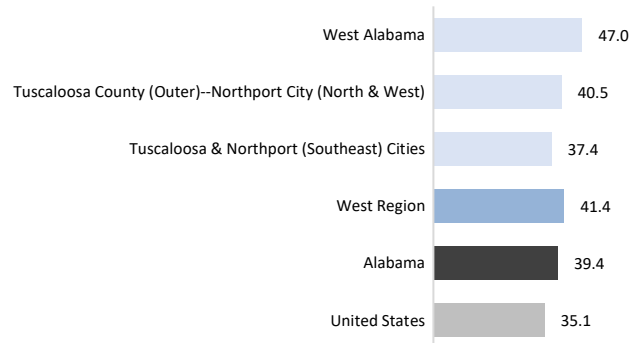 West Alabama 47.0
Tuscaloosa County (Outer)--Northport City (North & West) 40.5
Tuscaloosa & Northport (Southeast) Cities 37.4
West Region 41.4
Alabama 39.4
United States 35.1